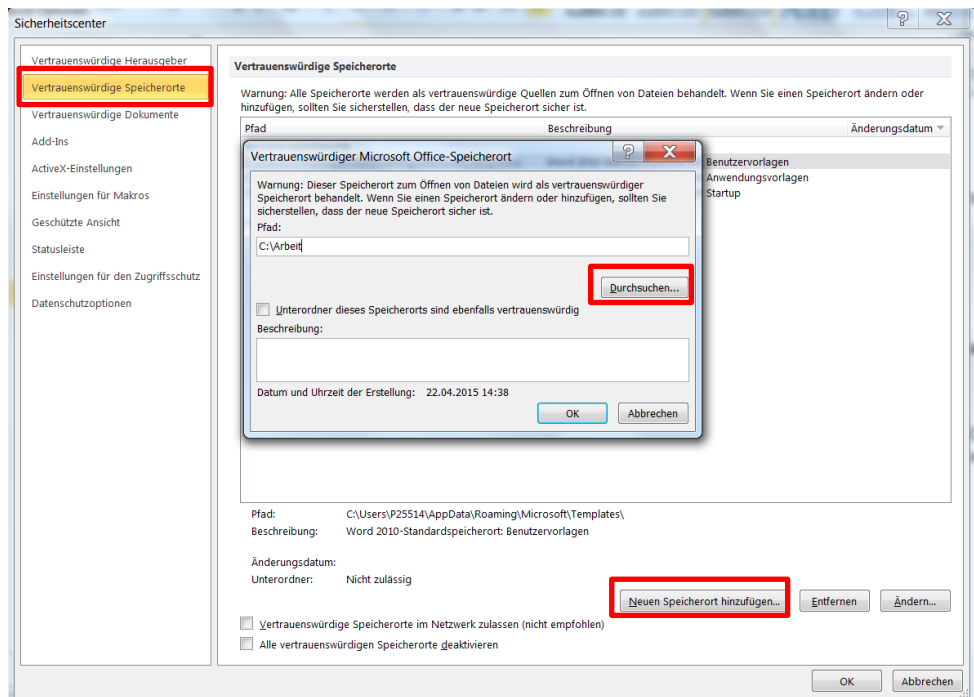 Sicherheitscenter
Vertrauenswürdige Herausgeber
Vertrauenswürdige Speicherorte
Vertrauenswürdige Dokumente
Add-Ins
ActiveX-Einstellungen
Einstellungen für Makros
Geschützte Ansicht
Statusleiste
Einstellungen für den Zugriffsschutz
Datenschutzoptionen
Vertrauenswürdige Speicherorte
Warnung: Alle Speicherorte werden als vertrauenswürdige Quellen zum Öffnen von Dateien behandelt. Wenn Sie einen Speicherort ändern oder
hinzufügen, sollten Sie sicherstellen, dass der neue Speicherort sicher ist.
Pfad Beschreibung Änderungsdatum
Benutzervorlagen
Anwendungsvorlagen
Startup
Vertrauenswürdiger Microsoft Office-Speicherort
Warnung: Dieser Speicherort zum Öffnen von Dateien wird als vertrauenswürdiger
Speicherort behandelt. Wenn Sie einen Speicherort ändern oder hinzufügen, sollten Sie
sicherstellen, dass der neue Speicherort sicher ist.
Pfad:
C:\Arbeit
Durchsuchen...
Unterordner dieses Speicherorts sind ebenfalls vertrauenswürdig
Beschreibung:
Datum und Uhrzeit der Erstellung: 22.04.2015 14:38
OK Abbrechen
Pfad: C:\Users\P25514\AppData\Roaming\Microsoft\Templates\
Beschreibung: Word 2010-Standardspeicherort: Benutzervorlagen
Änderungsdatum:
Unterordner: Nicht zulässig
Neuen Speicherort hinzufügen... Entfernen Ändern...
Vertrauenswürdige Speicherorte im Netzwerk zulassen (nicht empfohlen)
Alle vertrauenswürdigen Speicherorte deaktivieren
OK Abbrechen